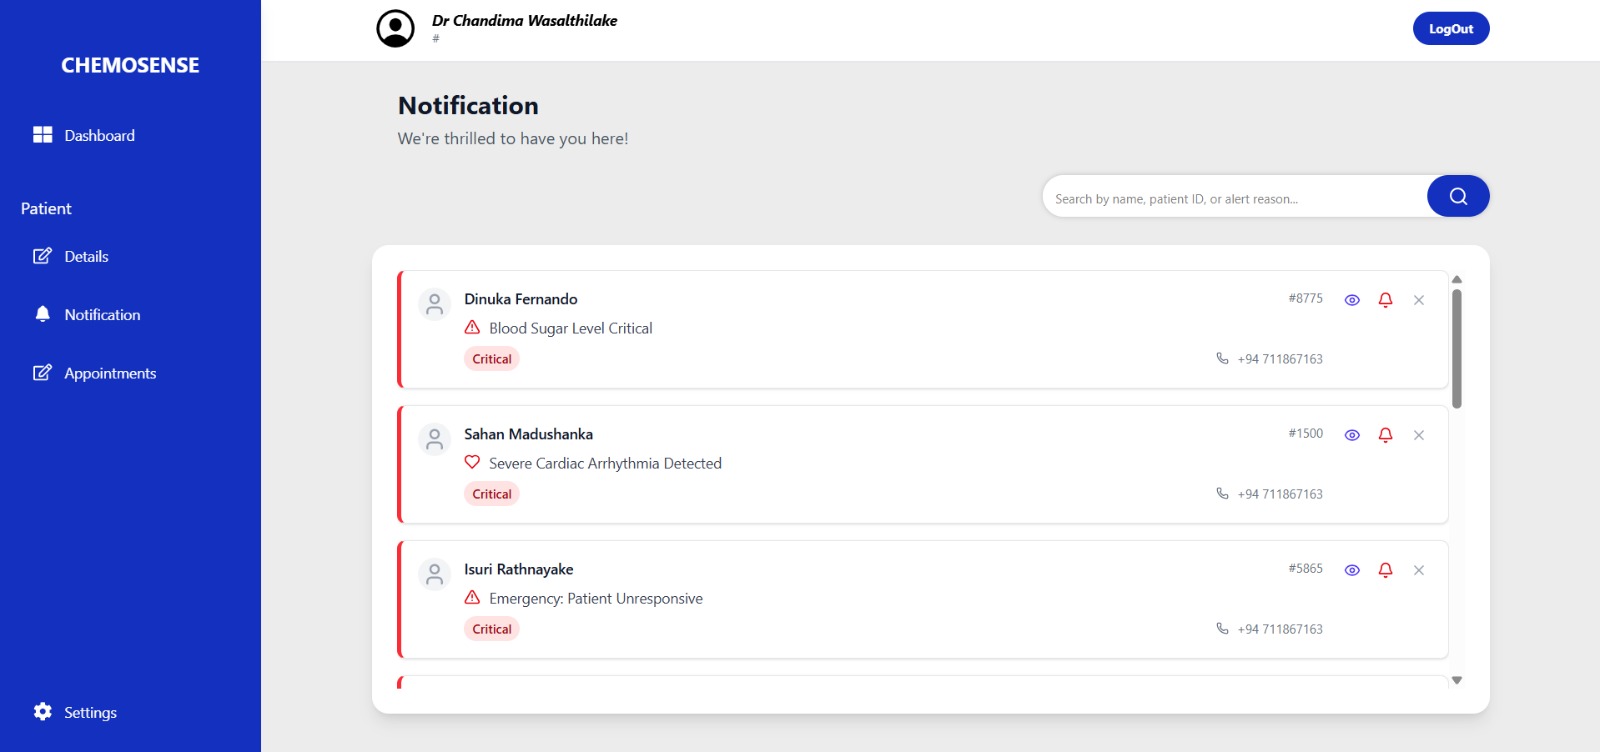 CHEMOSENSE
Dashboard
Patient
Details
Notification
Appointments
Settings
Dr Chandima Wasalthilake
#
LogOut
Notification
We're thrilled to have you here!
Search by name, patient ID, or alert reason...
Dinuka Fernando
#8775
Blood Sugar Level Critical
Critical
+94 711867163
Sahan Madushanka
#1500
Severe Cardiac Arrhythmia Detected
Critical
+94 711867163
Isuri Rathnayake
#5865
Emergency: Patient Unresponsive
Critical
+94 711867163